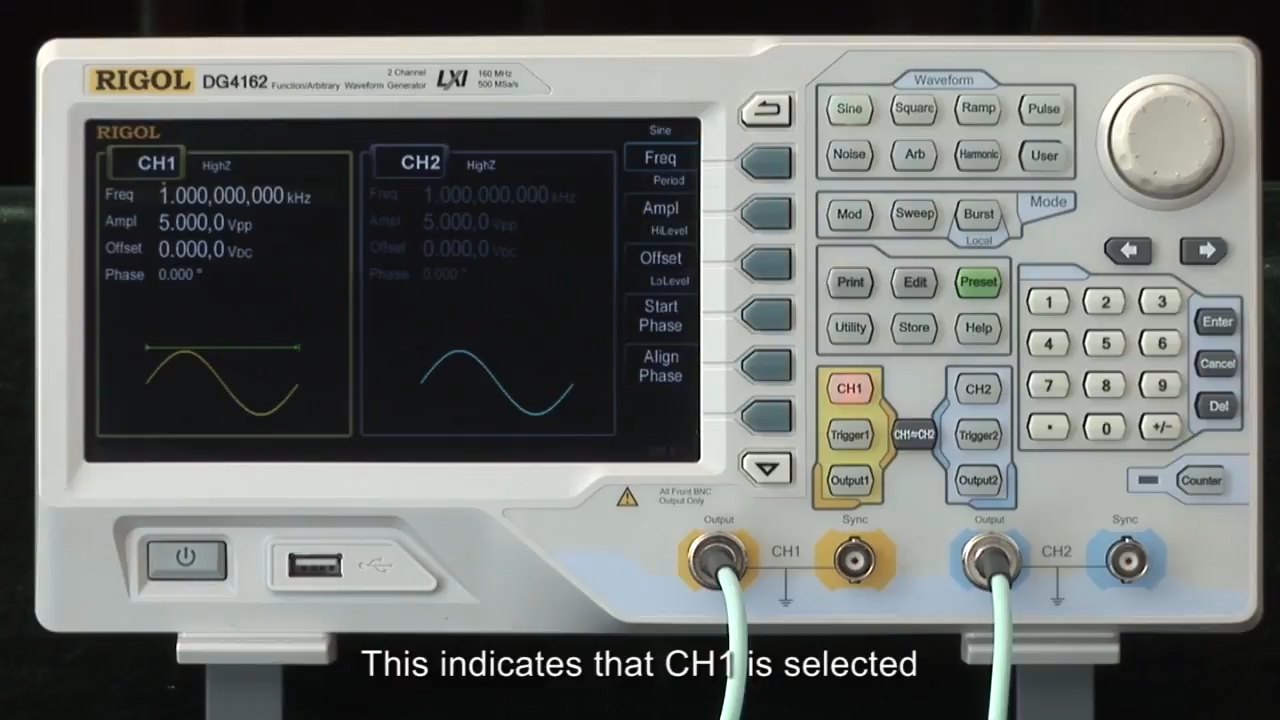 RIGOL DG4162 2 Channel Function/Arbitrary Waveform Generator LXI 160 MHz 500 MSa/s
RIGOL
Sine
CH1 HighZ
Freq 1.000,000,000 kHz
Ampl 5.000,0 Vpp
Offset 0.000,0 VDC
Phase 0.000 °
CH2 HighZ
Freq 1.000,000,000 kHz
Ampl 5.000,0 Vpp
Offset 0.000,0 VDC
Phase 0.000 °
Freq
Period
Ampl
HiLevel
Offset
LoLevel
Start
Phase
Align
Phase
Waveform
Sine Square Ramp Pulse
Noise Arb Harmonic User
Mod Sweep Burst Mode
Local
Print Edit Preset
Utility Store Help
1 2 3
4 5 6
7 8 9
. 0 +/-
Enter
Cancel
Del
CH1 CH2
Trigger1 CH1≈CH2 Trigger2
Output1 Output2
Counter
All Front BNC
Output Only
Output Sync Output Sync
CH1 CH2
This indicates that CH1 is selected